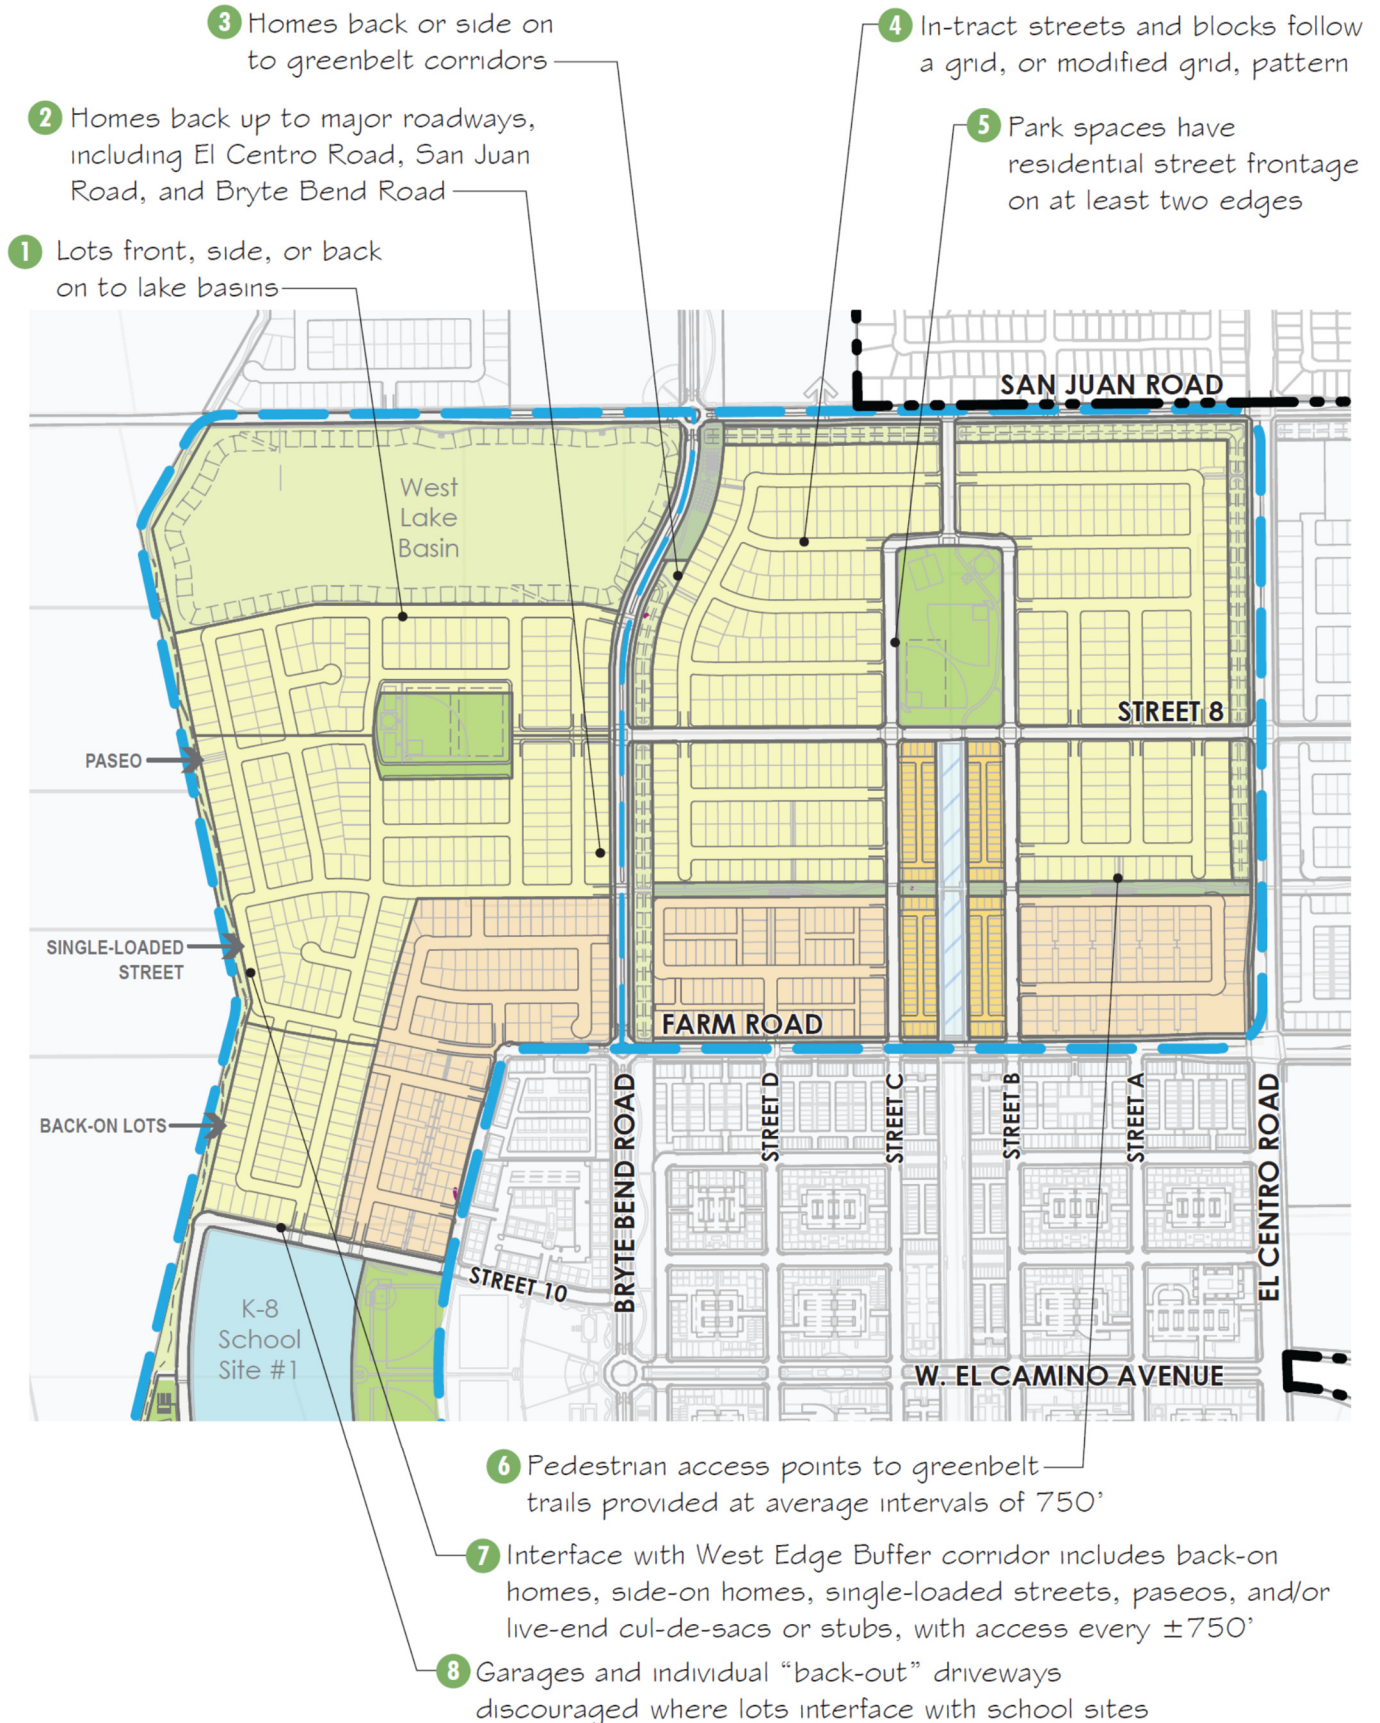 3 Homes back or side on
to greenbelt corridors
4 In-tract streets and blocks follow
a grid, or modified grid, pattern
2 Homes back up to major roadways,
including El Centro Road, San Juan
Road, and Bryte Bend Road
5 Park spaces have
residential street frontage
on at least two edges
1 Lots front, side, or back
on to lake basins
SAN JUAN ROAD
West
Lake
Basin
STREET 8
PASEO
SINGLE-LOADED
STREET
FARM ROAD
BACK-ON LOTS
BRYTE BEND ROAD
STREET D
STREET C
STREET B
STREET A
EL CENTRO ROAD
STREET 10
K-8
School
Site #1
W. EL CAMINO AVENUE
6 Pedestrian access points to greenbelt
trails provided at average intervals of 750’
7 Interface with West Edge Buffer corridor includes back-on
homes, side-on homes, single-loaded streets, paseos, and/or
live-end cul-de-sacs or stubs, with access every ±750’
8 Garages and individual “back-out” driveways
discouraged where lots interface with school sites